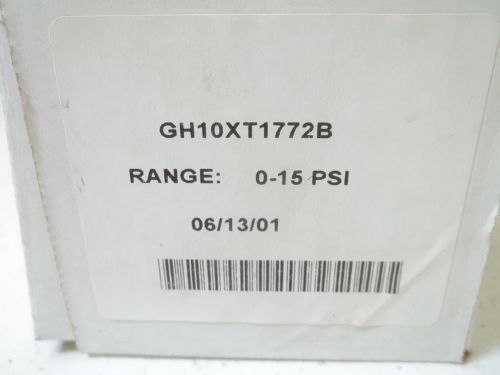 GH10XT1772B
RANGE: 0-15 PSI
06/13/01